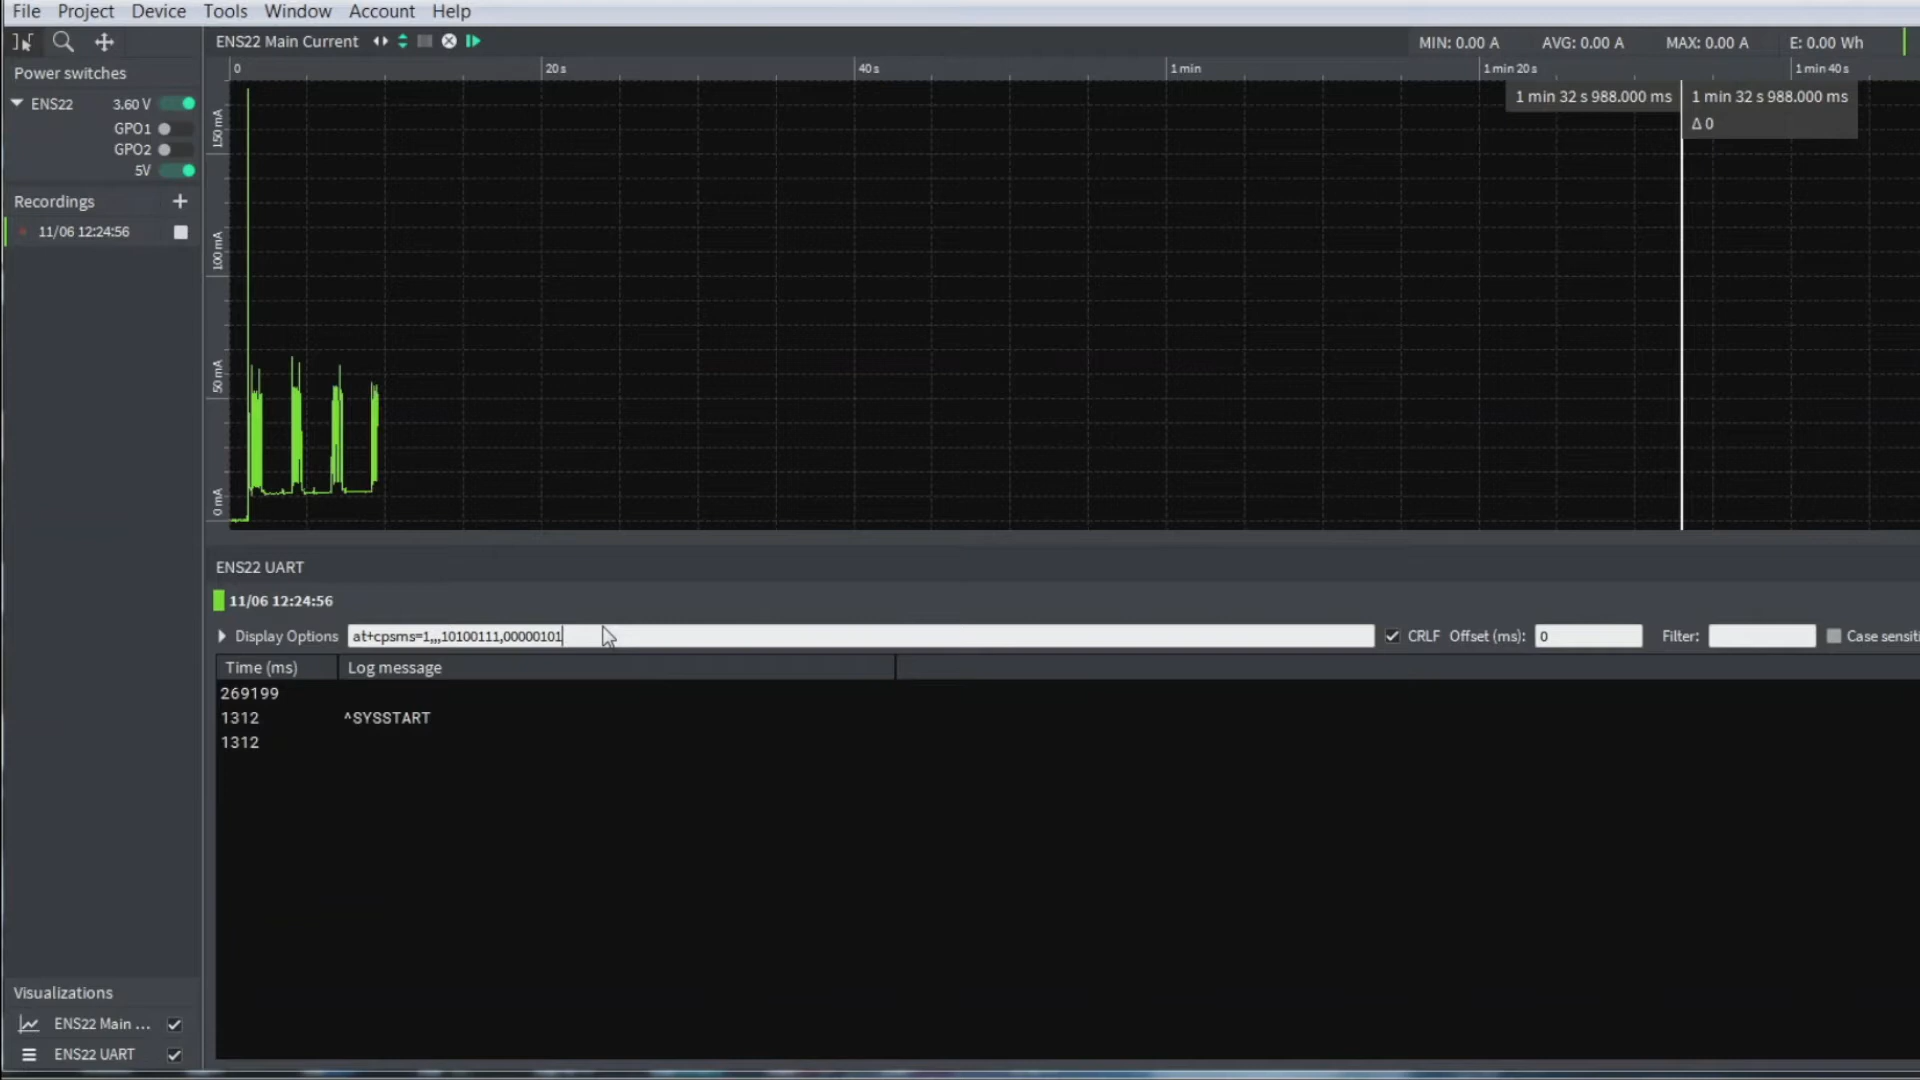 File Project Device Tools Window Account Help
ENS22 Main Current
MIN: 0.00 A AVG: 0.00 A MAX: 0.00 A E: 0.00 Wh
Power switches
0 20 s 40 s 1 min 1 min 20 s 1 min 40 s
ENS22 3.60 V
1 min 32 s 988.000 ms 1 min 32 s 988.000 ms
Δ 0
GPO1
GPO2
5V
150 mA
100 mA
50 mA
0 mA
Recordings +
11/06 12:24:56
ENS22 UART
11/06 12:24:56
Display Options at+cpsms=1,,,10100111,00000101 CRLF Offset (ms): 0 Filter: Case sensiti
Time (ms) Log message
269199
1312 ^SYSSTART
1312
Visualizations
ENS22 Main ...
ENS22 UART